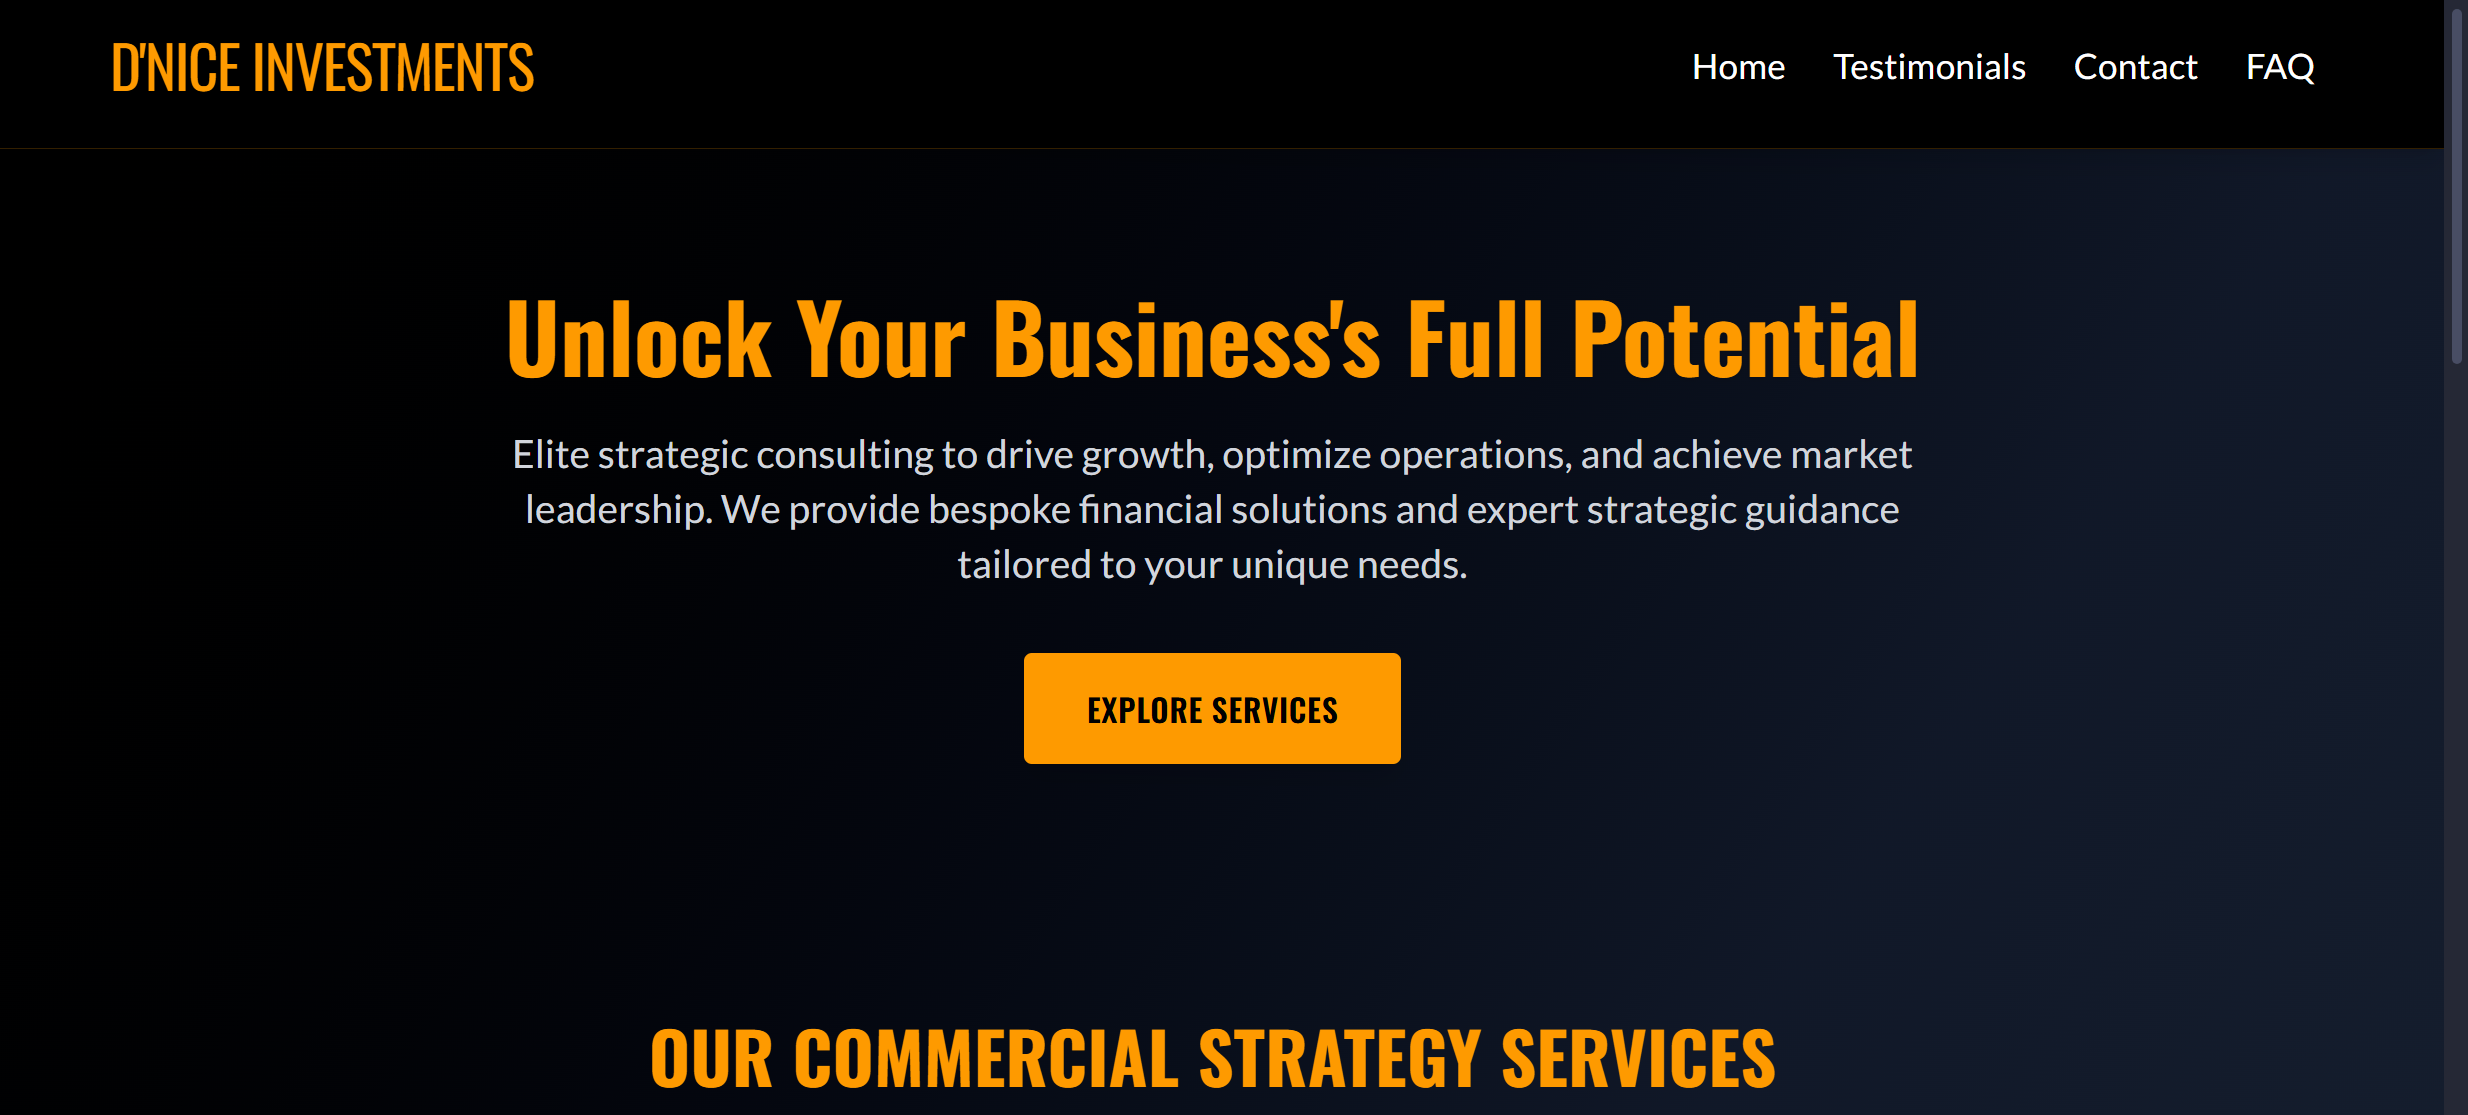 D'NICE INVESTMENTS
Home Testimonials Contact FAQ
Unlock Your Business's Full Potential
Elite strategic consulting to drive growth, optimize operations, and achieve market
leadership. We provide bespoke financial solutions and expert strategic guidance
tailored to your unique needs.
EXPLORE SERVICES
OUR COMMERCIAL STRATEGY SERVICES